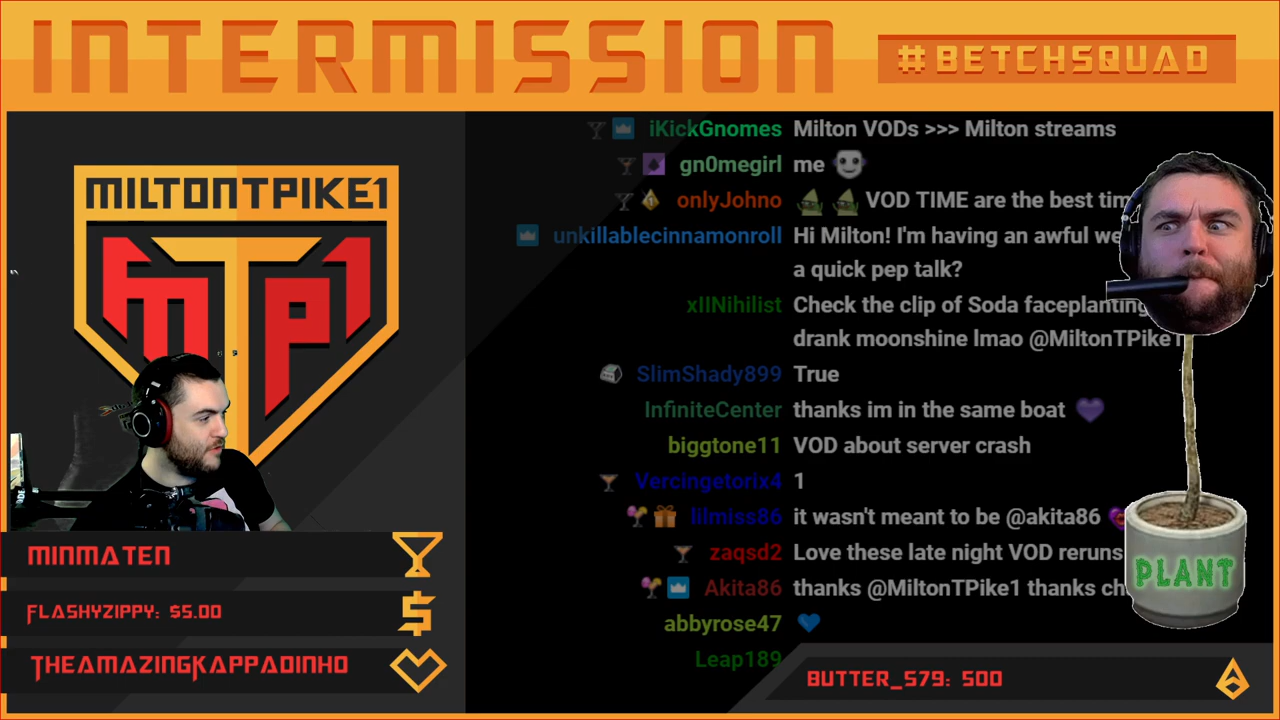 INTERMISSION
#BETCHSQUAD
MILTONTPIKE1
MTP1
iKickGnomes Milton VODs >>> Milton streams
gn0megirl me
onlyJohno VOD TIME are the best
unkillablecinnamonroll Hi Milton! I'm having an awful
a quick pep talk?
xIINihilist Check the clip of Soda faceplanting
drank moonshine lmao @MiltonTPike1
SlimShady899 True
InfiniteCenter thanks im in the same boat
biggtone11 VOD about server crash
Vercingetorix4 1
lilmiss86 it wasn't meant to be @akita86
zaqsd2 Love these late night VOD reruns
Akita86 thanks @MiltonTPike1 thanks
abbyrose47
Leap189
PLANT
MINMATEN
FLASHYZIPPY: $5.00
$
THEAMAZINGKAPPADINHO
BUTTER_579: 500